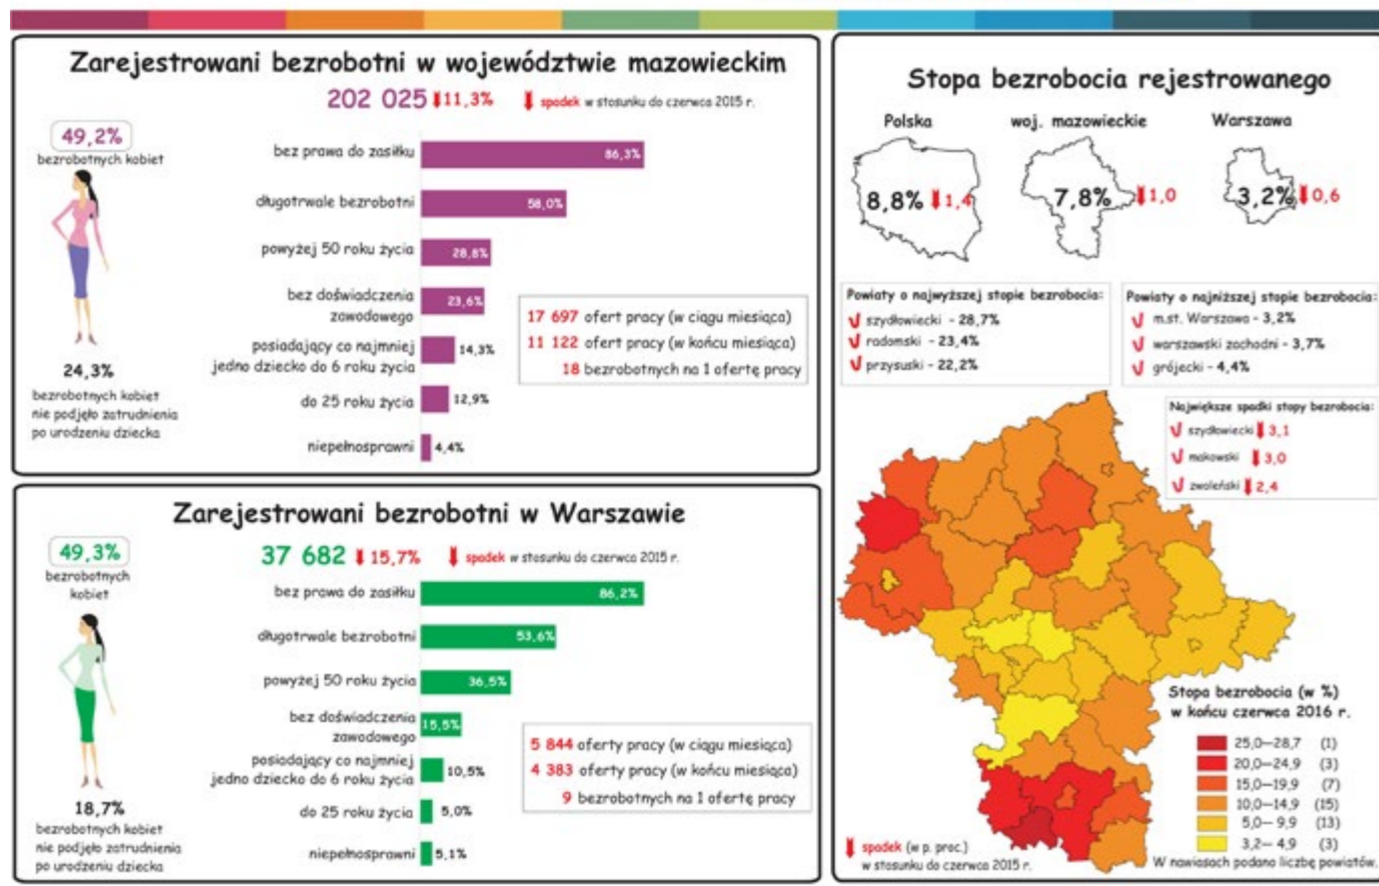 Zarejestrowani bezrobotni w województwie mazowieckim
202 025 11,3% spadek w stosunku do czerwca 2015 r.
49,2%
bezrobotnych kobiet
24,3%
bezrobotnych kobiet
nie podjęło zatrudnienia
po urodzeniu dziecka
bez prawa do zasiłku 86,3%
długotrwale bezrobotni 58,0%
powyżej 50 roku życia 28,8%
bez doświadczenia
zawodowego 23,6%
posiadający co najmniej
jedno dziecko do 6 roku życia 14,3%
do 25 roku życia 12,9%
niepełnosprawni 4,4%
17 697 ofert pracy (w ciągu miesiąca)
11 122 ofert pracy (w końcu miesiąca)
18 bezrobotnych na 1 ofertę pracy
Zarejestrowani bezrobotni w Warszawie
37 682 15,7% spadek w stosunku do czerwca 2015 r.
49,3%
bezrobotnych
kobiet
18,7%
bezrobotnych kobiet
nie podjęło zatrudnienia
po urodzeniu dziecka
bez prawa do zasiłku 86,2%
długotrwale bezrobotni 53,6%
powyżej 50 roku życia 36,5%
bez doświadczenia
zawodowego 15,5%
posiadający co najmniej
jedno dziecko do 6 roku życia 10,5%
do 25 roku życia 5,0%
niepełnosprawni 5,1%
5 844 oferty pracy (w ciągu miesiąca)
4 383 oferty pracy (w końcu miesiąca)
9 bezrobotnych na 1 ofertę pracy
Stopa bezrobocia rejestrowanego
Polska woj. mazowieckie Warszawa
8,8% 1,4 7,8% 1,0 3,2% 0,6
Powiaty o najwyższej stopie bezrobocia:
szydłowiecki - 28,7%
radomski - 23,4%
przysuski - 22,2%
Powiaty o najniższej stopie bezrobocia:
m.st. Warszawa - 3,2%
warszawski zachodni - 3,7%
grójecki - 4,4%
Największe spadki stopy bezrobocia:
szydłowiecki 3,1
makowski 3,0
zwoleński 2,4
Stopa bezrobocia (w %)
w końcu czerwca 2016 r.
25,0—28,7 (1)
20,0—24,9 (3)
15,0—19,9 (7)
10,0—14,9 (15)
5,0— 9,9 (13)
3,2— 4,9 (3)
W nawiasach podano liczbę powiatów.
spadek (w p. proc.)
w stosunku do czerwca 2015 r.